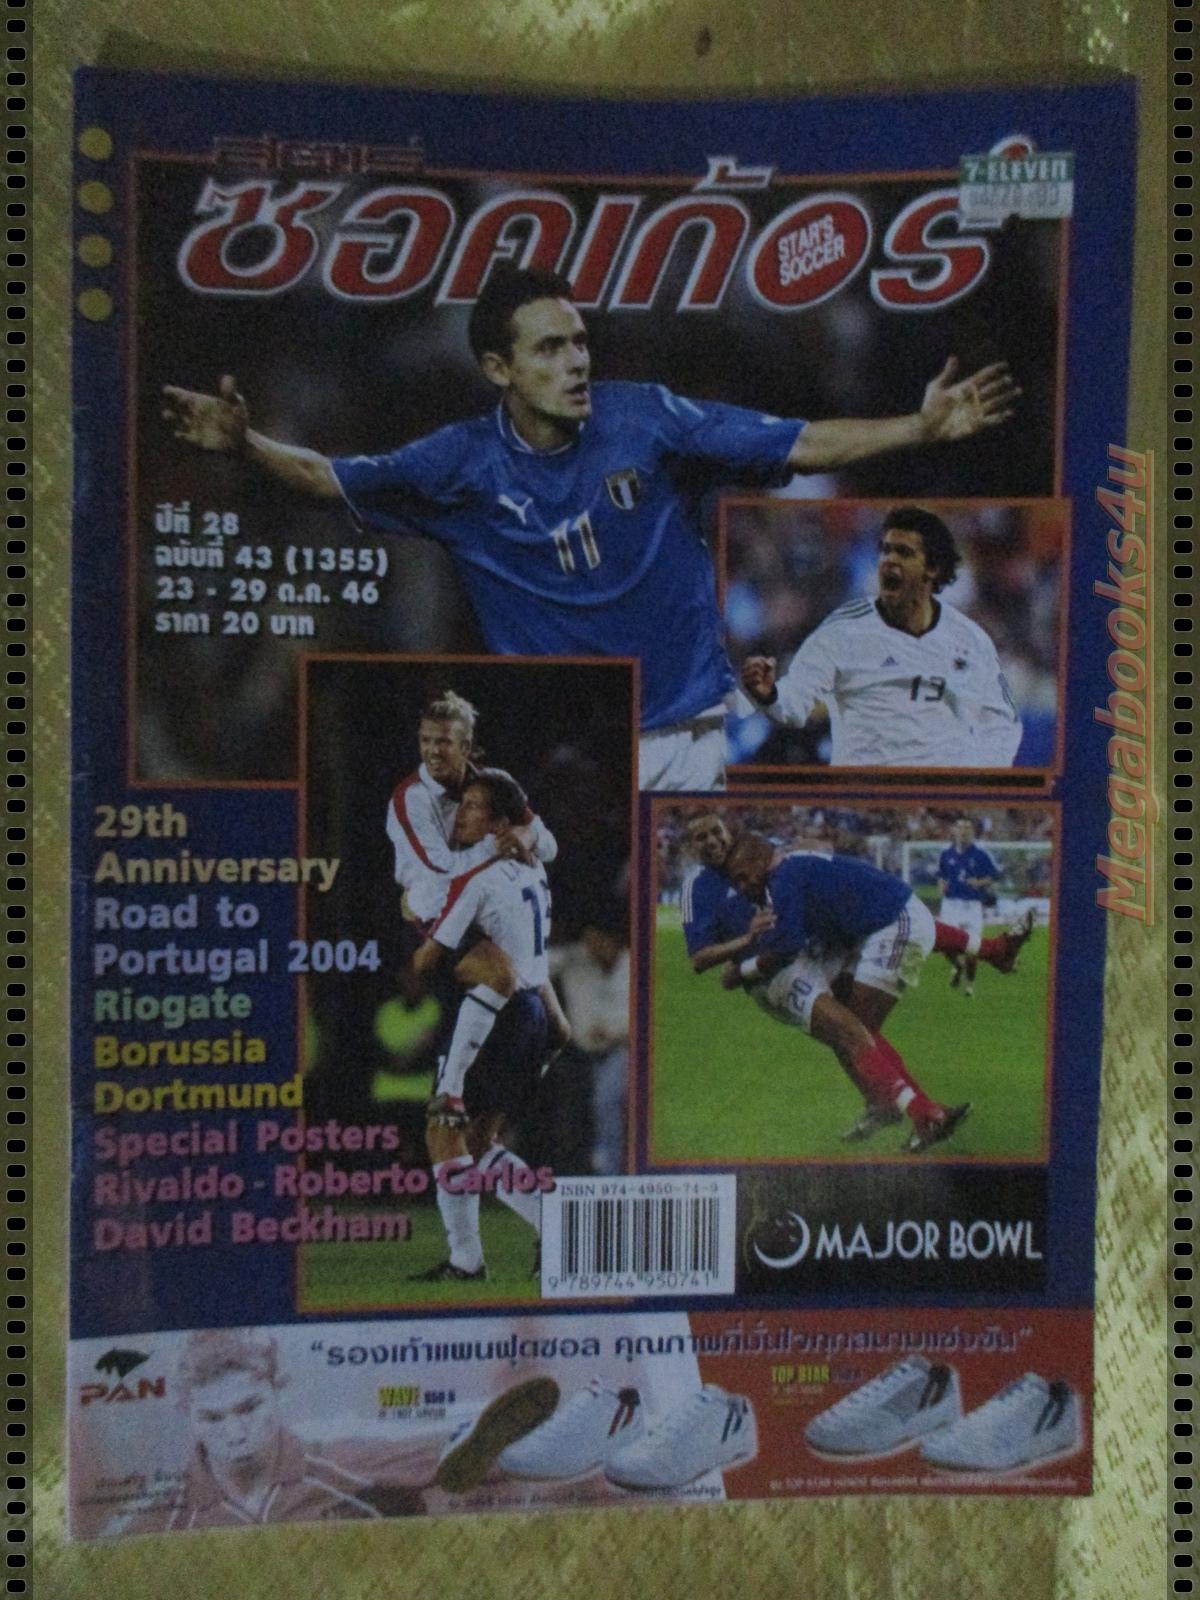 สตาร์
ซอคเก้อร์
STAR'S
SOCCER
7-ELEVEN
11
ปีที่ 28
ฉบับที่ 43 (1355)
23 - 29 ต.ค. 46
ราคา 20 บาท
13
29th
Anniversary
Road to
Portugal 2004
Riogate
Borussia
Dortmund
Special Posters
Rivaldo - Roberto Carlos
David Beckham
20
ISBN 974-4950-74-9
9 789744 950741
MAJOR BOWL
"รองเท้าแพนฟุตซอล คุณภาพที่มั่นใจทุกสนามแข่งขัน"
PAN
WAVE
TOP STAR
Megabooks4u